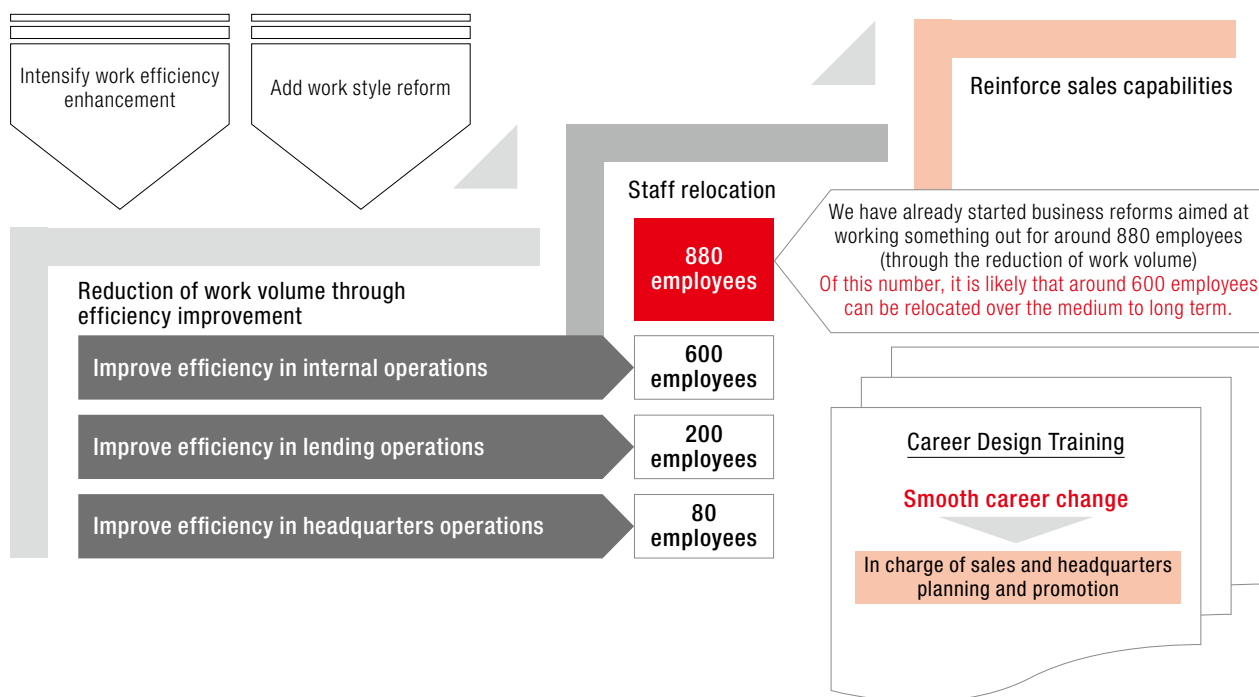 Intensify work efficiency
enhancement
Add work style reform
Reinforce sales capabilities
Staff relocation
880
employees
We have already started business reforms aimed at
working something out for around 880 employees
(through the reduction of work volume)
Of this number, it is likely that around 600 employees
can be relocated over the medium to long term.
Reduction of work volume through
efficiency improvement
Improve efficiency in internal operations
600
employees
Improve efficiency in lending operations
200
employees
Improve efficiency in headquarters operations
80
employees
Career Design Training
Smooth career change
In charge of sales and headquarters
planning and promotion